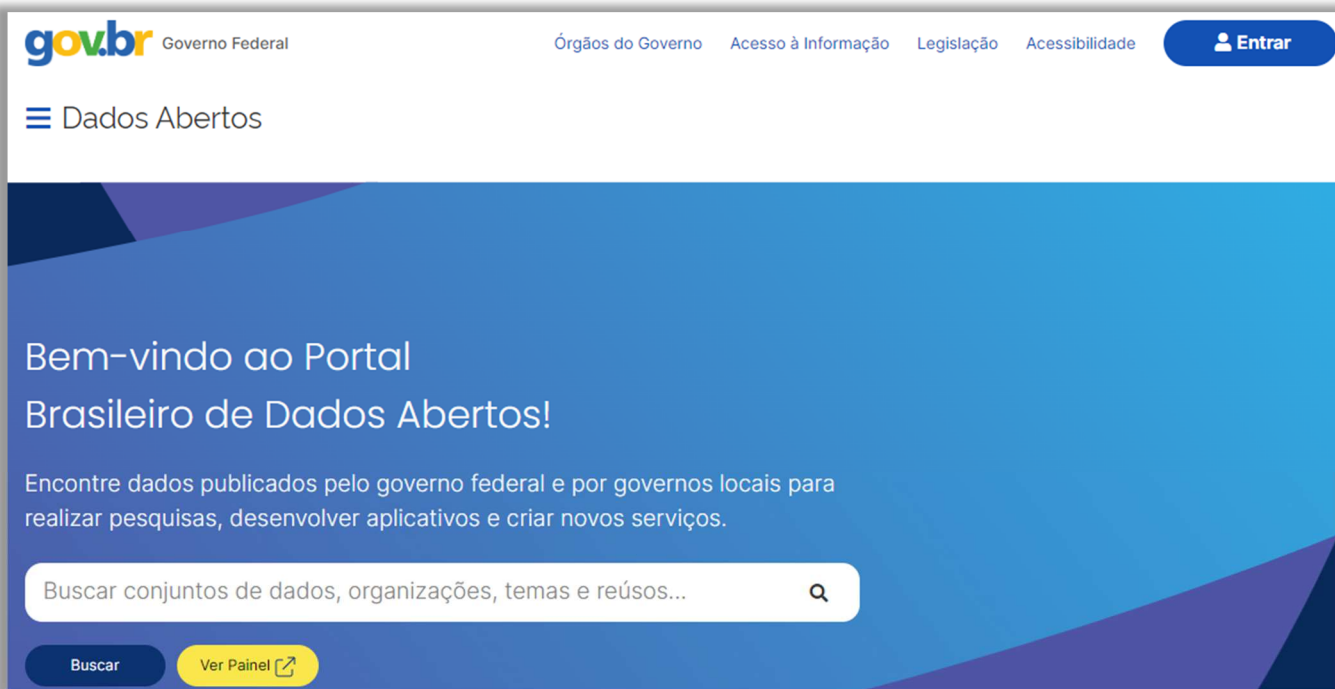 gov.br Governo Federal Órgãos do Governo Acesso à Informação Legislação Acessibilidade Entrar
Dados Abertos
Bem-vindo ao Portal
Brasileiro de Dados Abertos!
Encontre dados publicados pelo governo federal e por governos locais para
realizar pesquisas, desenvolver aplicativos e criar novos serviços.
Buscar conjuntos de dados, organizações, temas e reúsos...
Buscar Ver Painel